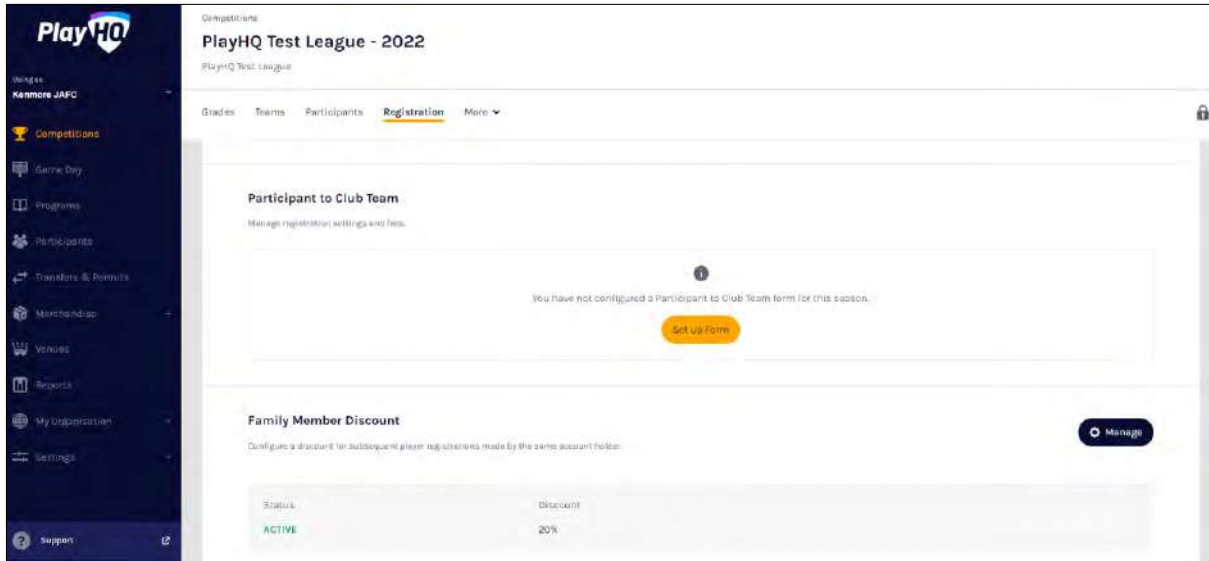 PlayHQ
Kenmore JAFC
Competitions
Game Day
Programs
Participants
Transfers & Permits
Merchandise
Venues
Reports
My Organisation
Settings
Support
Competitions
PlayHQ Test League - 2022
PlayHQ Test League
Grades Teams Participants Registration More
Participant to Club Team
Manage registration settings and fees.
You have not configured a Participant to Club Team form for this season.
Set Up Form
Family Member Discount
Configure a discount for subsequent player registrations made by the same account holder.
Manage
Status Discount
ACTIVE 20%